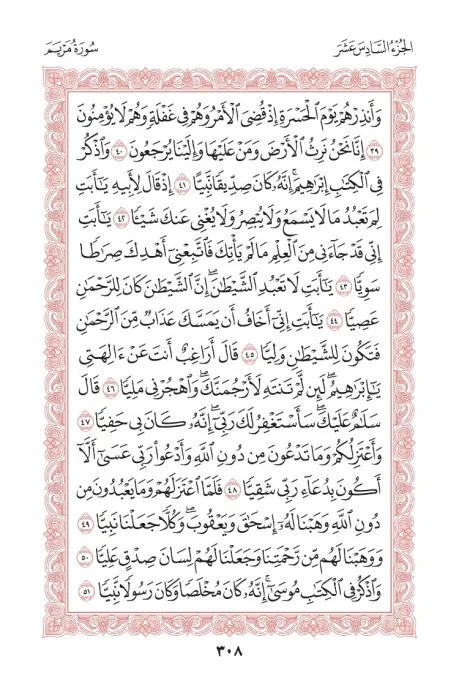 الجُزْءُ السَّادِسَ عَشَرَ
سُورَةُ مَرْيَمَ
وَأَنذِرْهُمْ يَوْمَ ٱلْحَسْرَةِ إِذْ قُضِىَ ٱلْأَمْرُ وَهُمْ فِى غَفْلَةٍ وَهُمْ لَا يُؤْمِنُونَ
٣٩ إِنَّا نَحْنُ نَرِثُ ٱلْأَرْضَ وَمَنْ عَلَيْهَا وَإِلَيْنَا يُرْجَعُونَ ٤٠ وَٱذْكُرْ
فِى ٱلْكِتَٰبِ إِبْرَٰهِيمَ ۚ إِنَّهُۥ كَانَ صِدِّيقًا نَّبِيًّا ٤١ إِذْ قَالَ لِأَبِيهِ يَٰٓأَبَتِ
لِمَ تَعْبُدُ مَا لَا يَسْمَعُ وَلَا يُبْصِرُ وَلَا يُغْنِى عَنكَ شَيْـًٔا ٤٢ يَٰٓأَبَتِ
إِنِّى قَدْ جَآءَنِى مِنَ ٱلْعِلْمِ مَا لَمْ يَأْتِكَ فَٱتَّبِعْنِىٓ أَهْدِكَ صِرَٰطًا
سَوِيًّا ٤٣ يَٰٓأَبَتِ لَا تَعْبُدِ ٱلشَّيْطَٰنَ ۖ إِنَّ ٱلشَّيْطَٰنَ كَانَ لِلرَّحْمَٰنِ
عَصِيًّا ٤٤ يَٰٓأَبَتِ إِنِّىٓ أَخَافُ أَن يَمَسَّكَ عَذَابٌ مِّنَ ٱلرَّحْمَٰنِ
فَتَكُونَ لِلشَّيْطَٰنِ وَلِيًّا ٤٥ قَالَ أَرَاغِبٌ أَنتَ عَنْ ءَالِهَتِى
يَٰٓإِبْرَٰهِيمُ ۖ لَئِن لَّمْ تَنتَهِ لَأَرْجُمَنَّكَ ۖ وَٱهْجُرْنِى مَلِيًّا ٤٦ قَالَ
سَلَٰمٌ عَلَيْكَ ۖ سَأَسْتَغْفِرُ لَكَ رَبِّىٓ ۖ إِنَّهُۥ كَانَ بِى حَفِيًّا ٤٧
وَأَعْتَزِلُكُمْ وَمَا تَدْعُونَ مِن دُونِ ٱللَّهِ وَأَدْعُوا۟ رَبِّى عَسَىٰٓ أَلَّآ
أَكُونَ بِدُعَآءِ رَبِّى شَقِيًّا ٤٨ فَلَمَّا ٱعْتَزَلَهُمْ وَمَا يَعْبُدُونَ مِن
دُونِ ٱللَّهِ وَهَبْنَا لَهُۥٓ إِسْحَٰقَ وَيَعْقُوبَ ۖ وَكُلًّا جَعَلْنَا نَبِيًّا ٤٩
وَوَهَبْنَا لَهُم مِّن رَّحْمَتِنَا وَجَعَلْنَا لَهُمْ لِسَانَ صِدْقٍ عَلِيًّا ٥٠
وَٱذْكُرْ فِى ٱلْكِتَٰبِ مُوسَىٰٓ ۚ إِنَّهُۥ كَانَ مُخْلَصًا وَكَانَ رَسُولًا نَّبِيًّا ٥١
٣٠٨